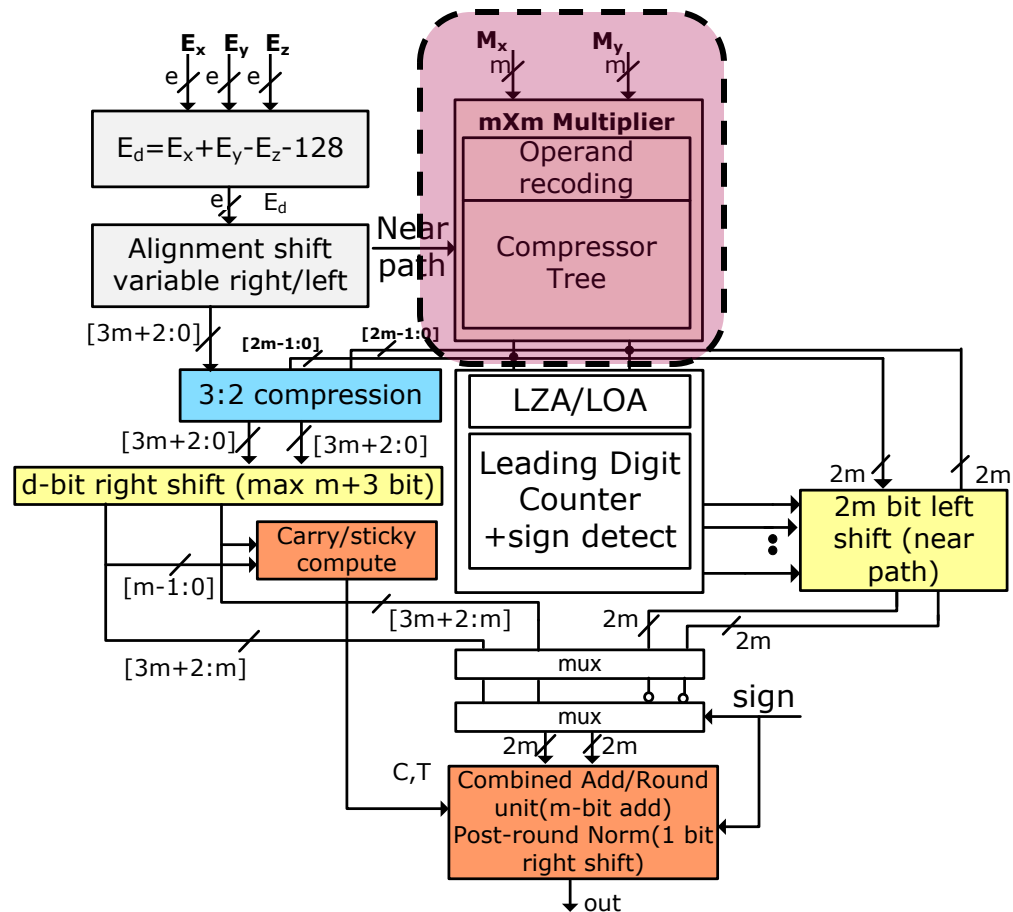 Ex Ey Ez
e e e
Ed=Ex+Ey-Ez-128
e Ed
Alignment shift
variable right/left
Near
path
Mx My
m m
mXm Multiplier
Operand
recoding
Compressor
Tree
[3m+2:0]
[2m-1:0]
[2m-1:0]
3:2 compression
[3m+2:0] [3m+2:0]
d-bit right shift (max m+3 bit)
Carry/sticky
compute
[m-1:0]
[3m+2:m]
[3m+2:m]
LZA/LOA
Leading Digit
Counter
+sign detect
2m 2m
2m bit left
shift (near
path)
2m
2m
mux
mux
sign
2m 2m
C,T
Combined Add/Round
unit(m-bit add)
Post-round Norm(1 bit
right shift)
out